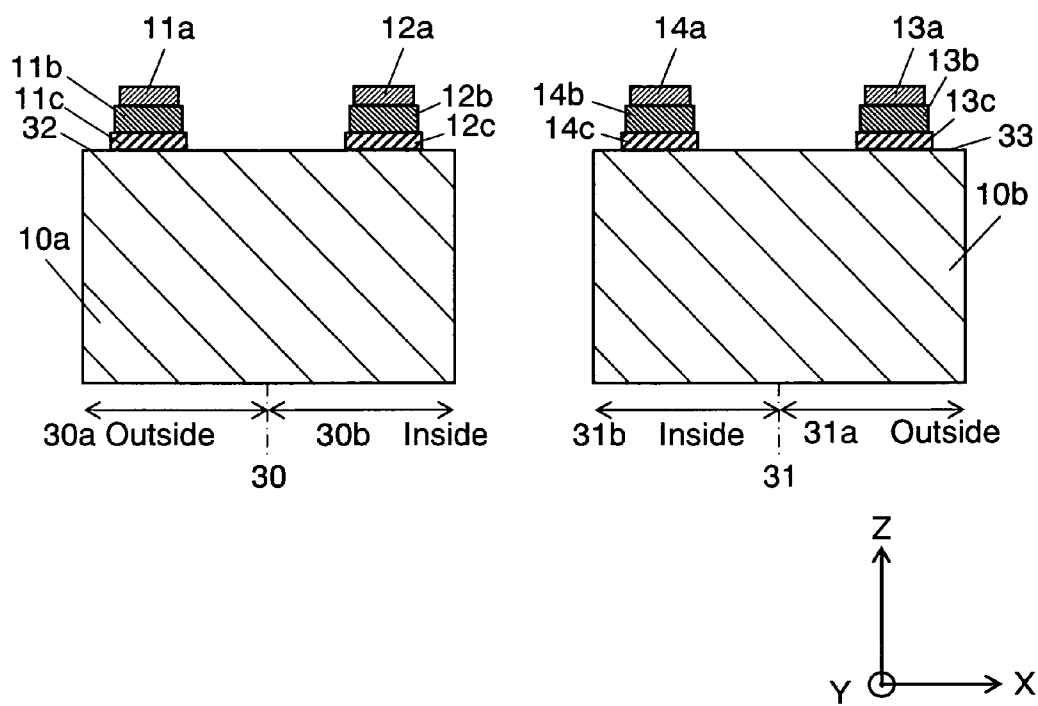 11a 12a 14a 13a
11b 12b 14b 13b
11c 12c 14c 13c
32 33
10a 10b
30a Outside 30b Inside 31b Inside 31a Outside
30 31
Z
Y X